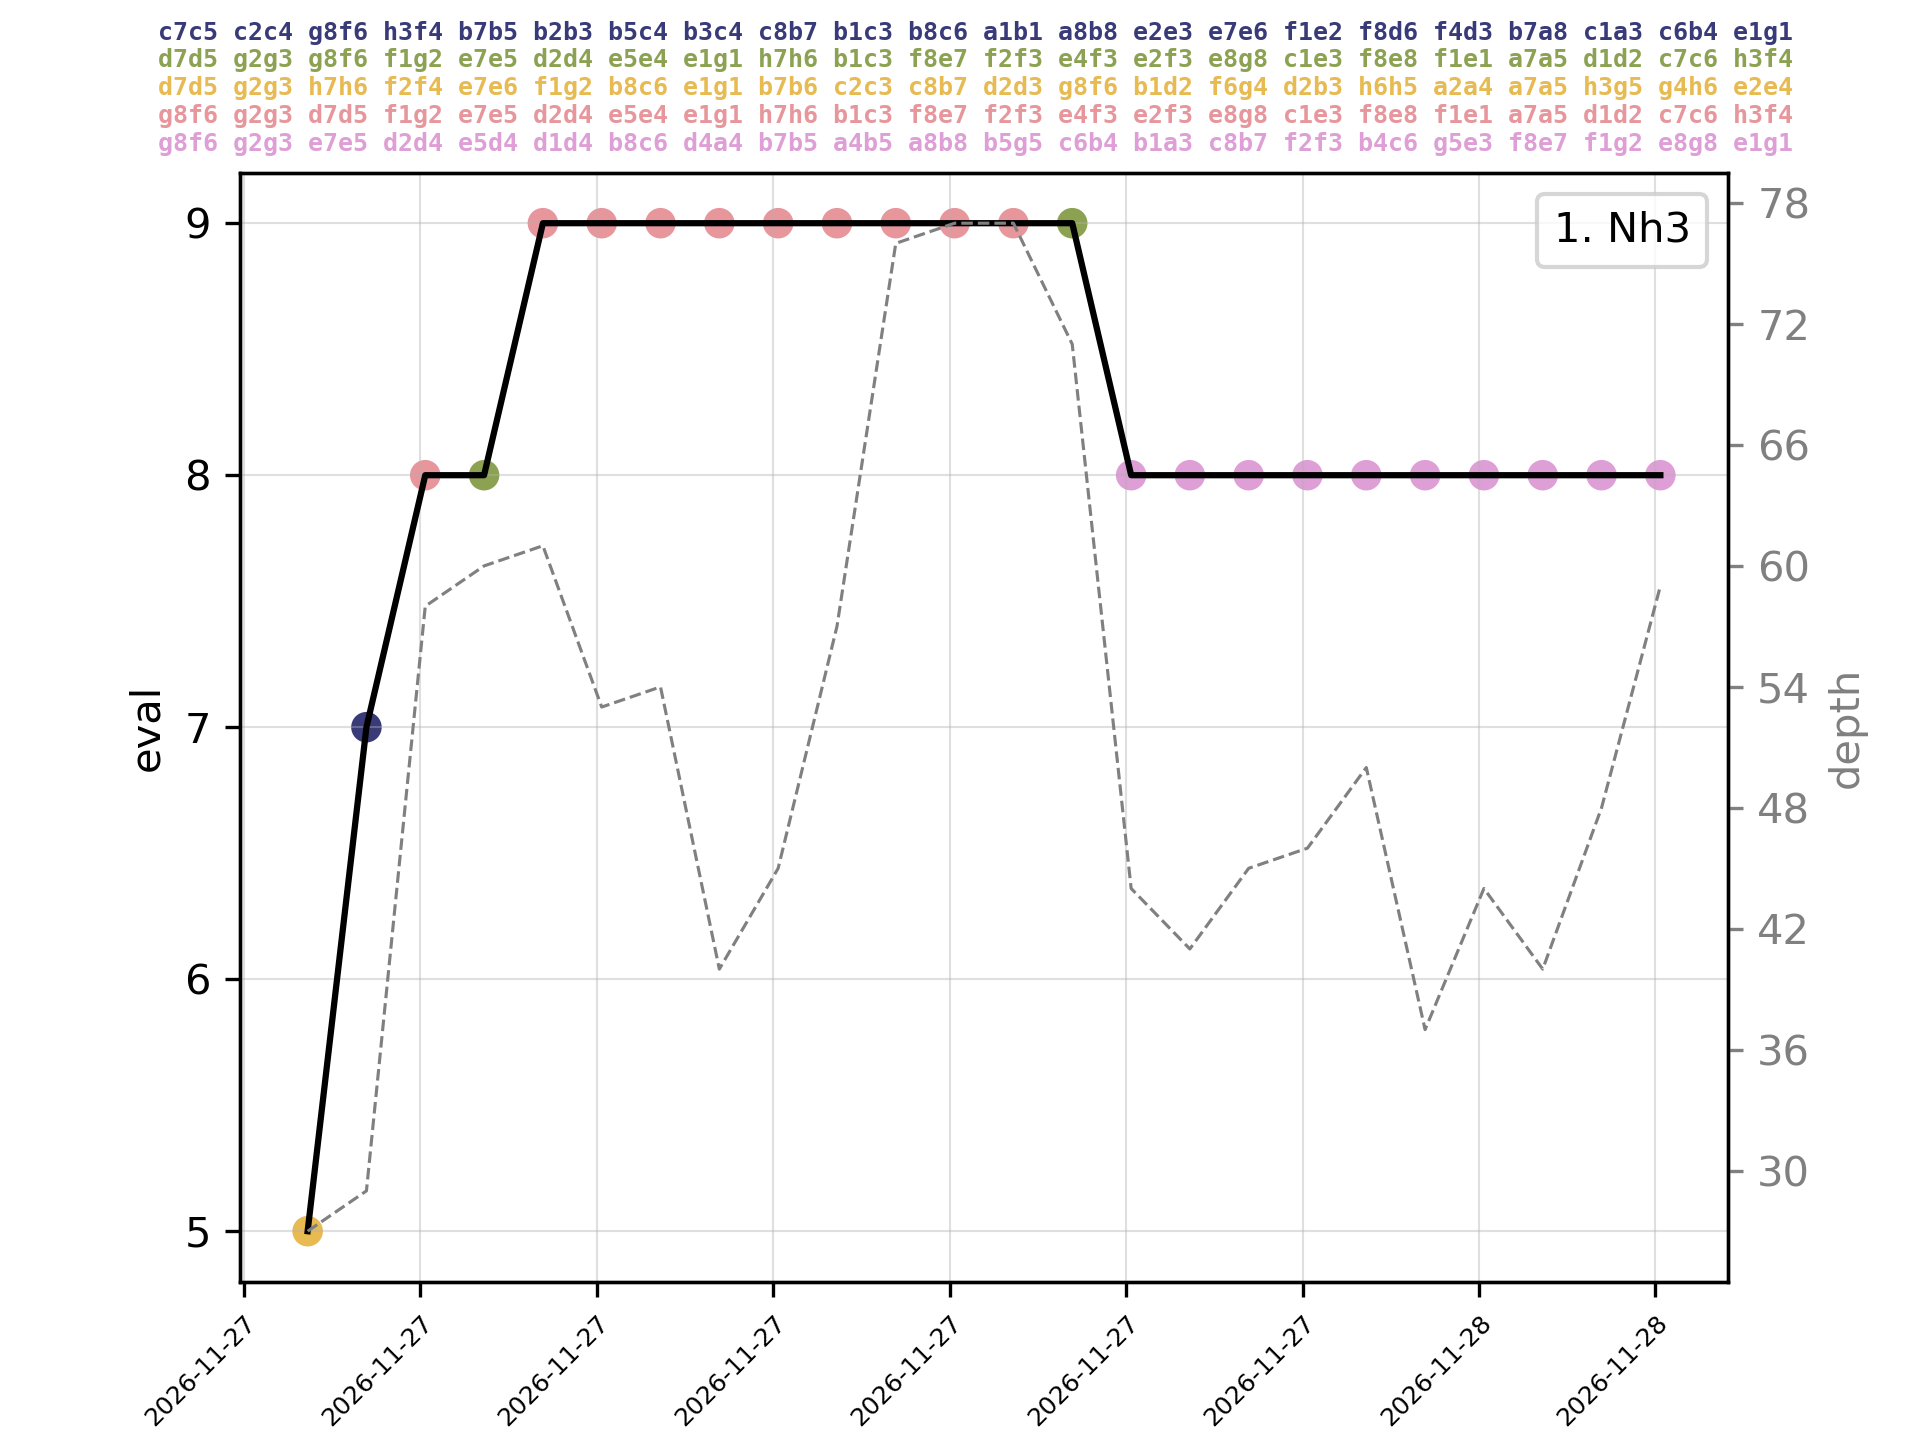 c7c5 c2c4 g8f6 h3f4 b7b5 b2b3 b5c4 b3c4 c8b7 b1c3 b8c6 a1b1 a8b8 e2e3 e7e6 f1e2 f8d6 f4d3 b7a8 c1a3 c6b4 e1g1
d7d5 g2g3 g8f6 f1g2 e7e5 d2d4 e5e4 e1g1 h7h6 b1c3 f8e7 f2f3 e4f3 e2f3 e8g8 c1e3 f8e8 f1e1 a7a5 d1d2 c7c6 h3f4
d7d5 g2g3 h7h6 f2f4 e7e6 f1g2 b8c6 e1g1 b7b6 c2c3 c8b7 d2d3 g8f6 b1d2 f6g4 d2b3 h6h5 a2a4 a7a5 h3g5 g4h6 e2e4
g8f6 g2g3 d7d5 f1g2 e7e5 d2d4 e5e4 e1g1 h7h6 b1c3 f8e7 f2f3 e4f3 e2f3 e8g8 c1e3 f8e8 f1e1 a7a5 d1d2 c7c6 h3f4
g8f6 g2g3 e7e5 d2d4 e5d4 d1d4 b8c6 d4a4 b7b5 a4b5 a8b8 b5g5 c6b4 b1a3 c8b7 f2f3 b4c6 g5e3 f8e7 f1g2 e8g8 e1g1
1. Nh3
9
8
7
6
5
eval
78
72
66
60
54
48
42
36
30
depth
2026-11-27
2026-11-27
2026-11-27
2026-11-27
2026-11-27
2026-11-27
2026-11-27
2026-11-28
2026-11-28